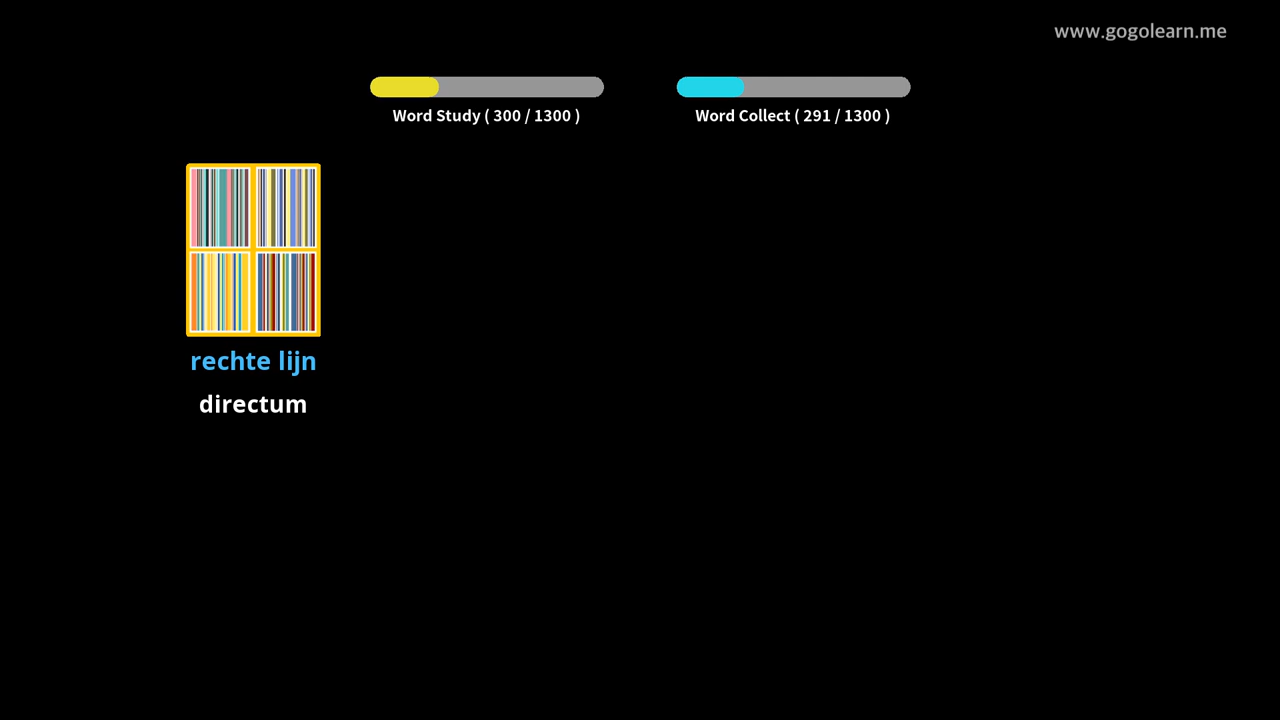 www.gogolearn.me
Word Study ( 300 / 1300 )
Word Collect ( 291 / 1300 )
rechte lijn
directum